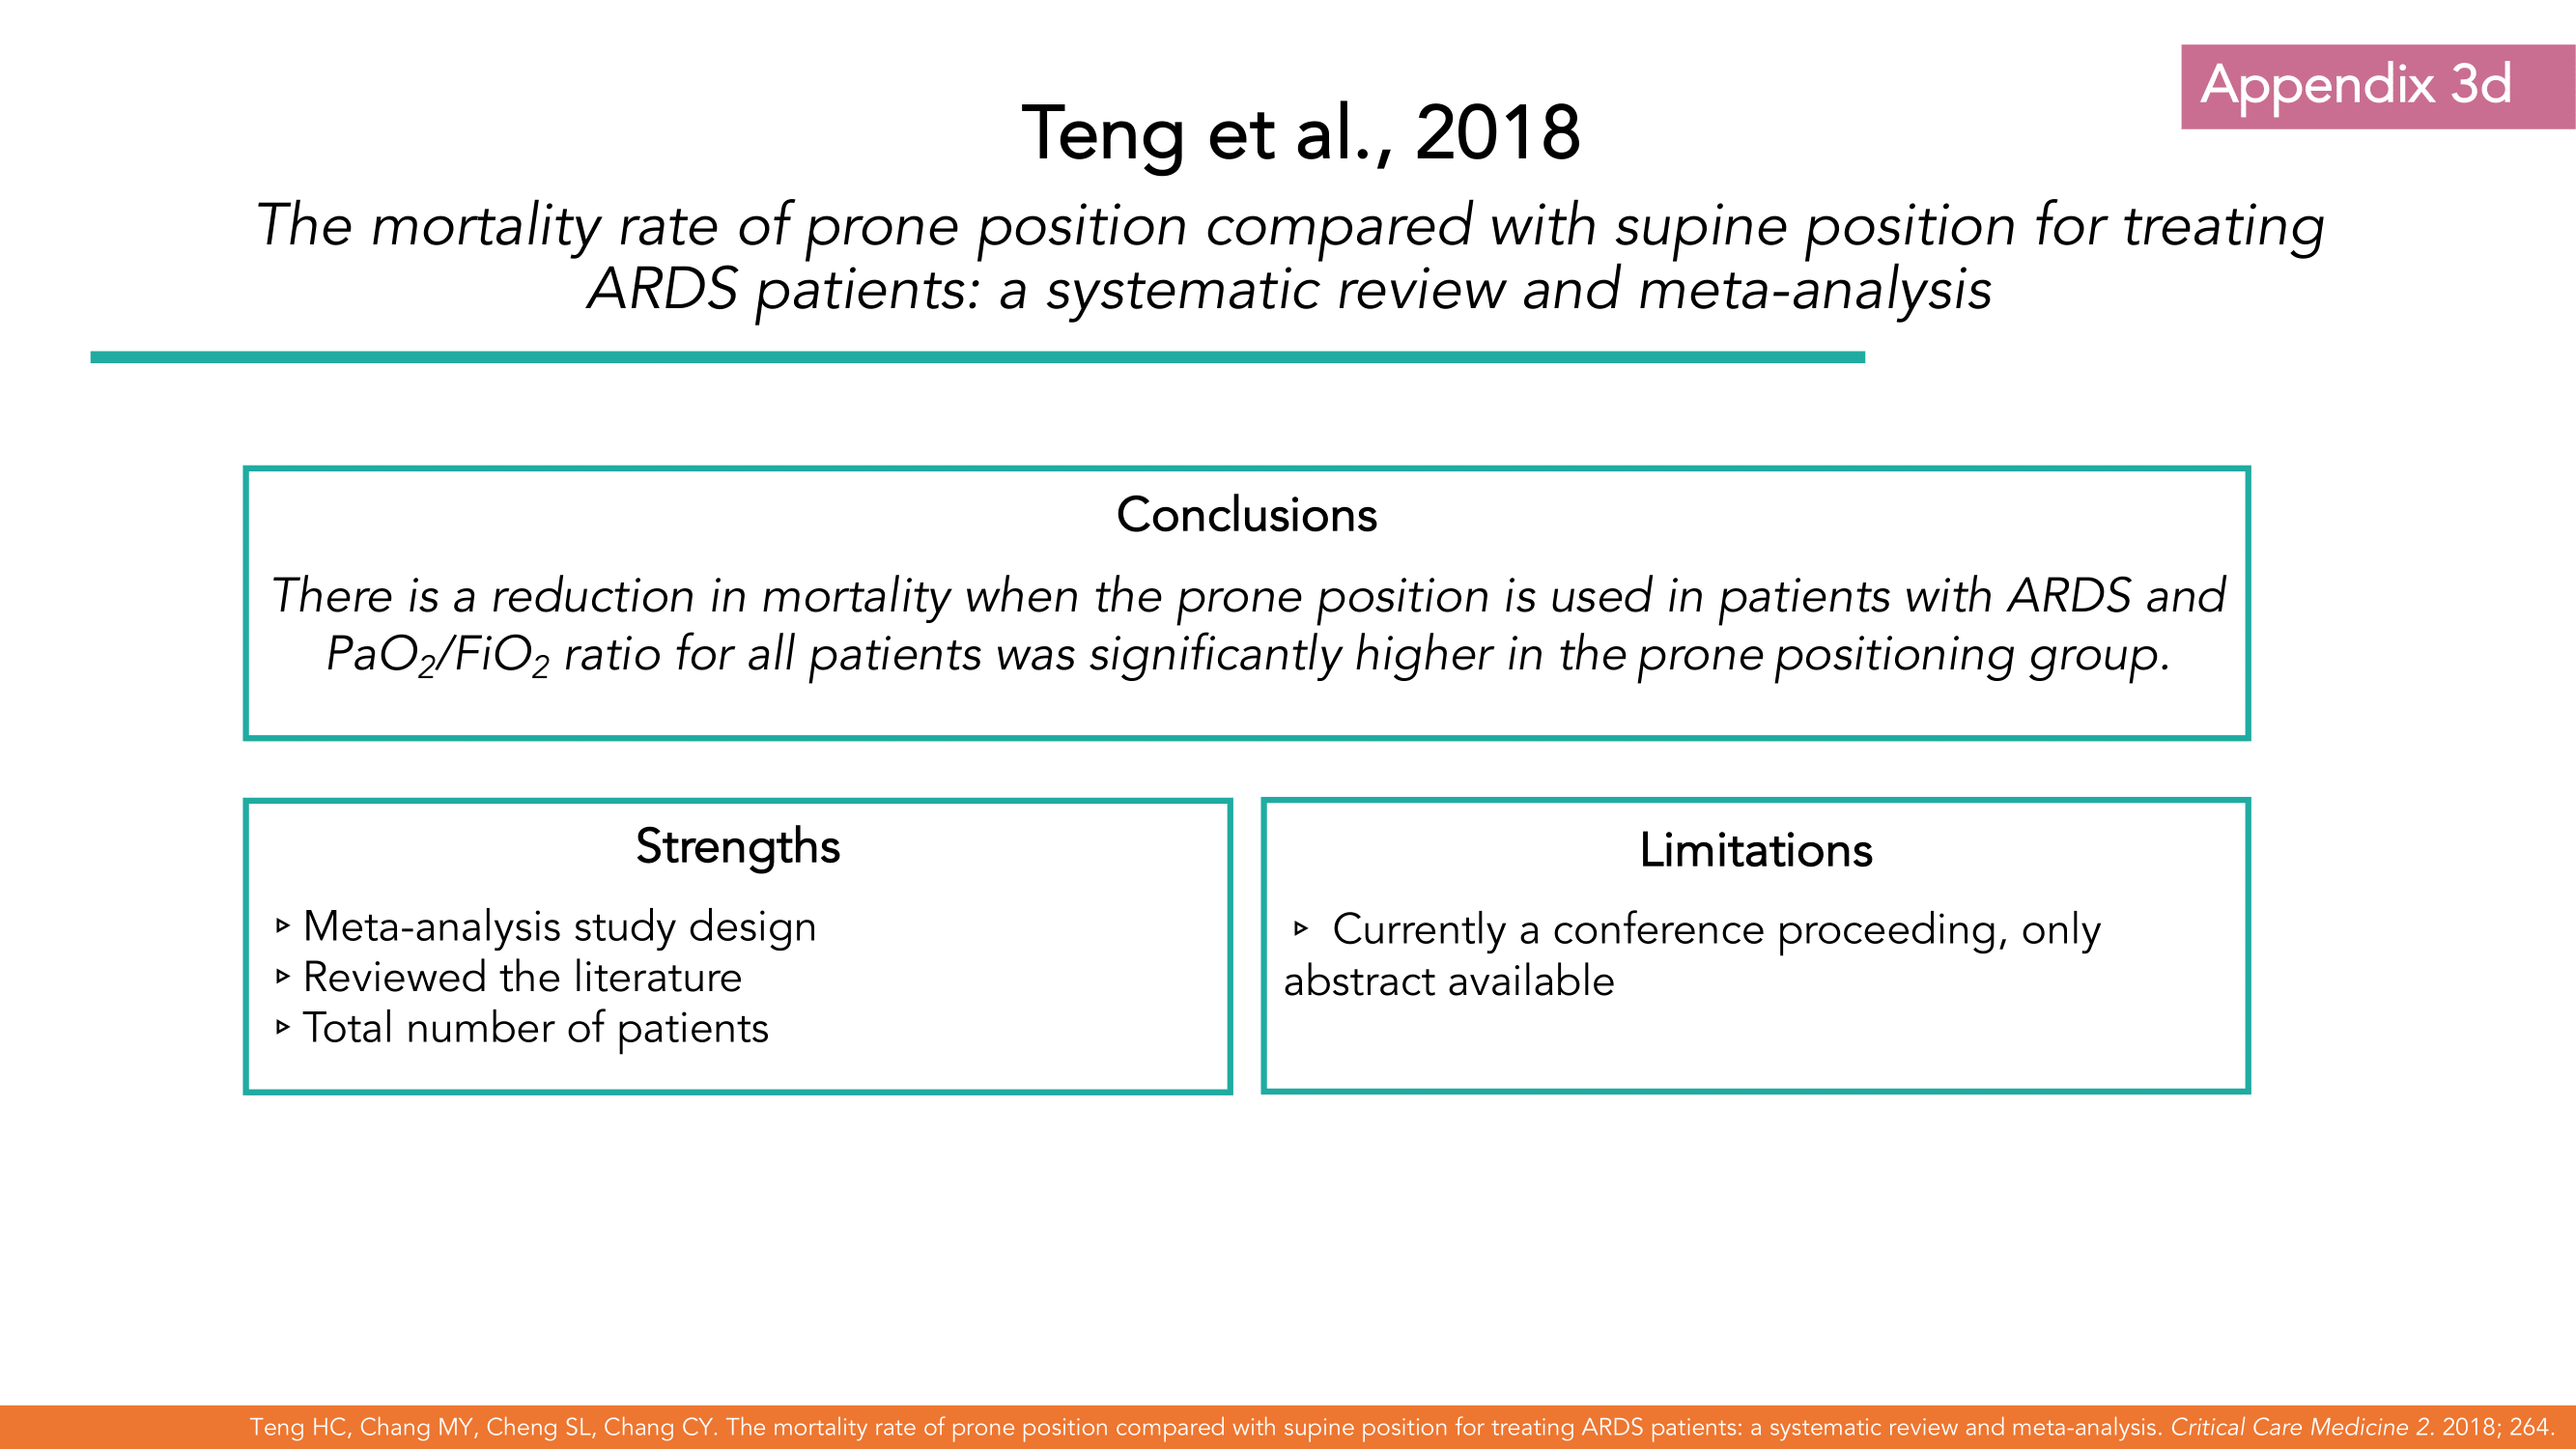 Appendix 3d
Teng et al., 2018
The mortality rate of prone position compared with supine position for treating
ARDS patients: a systematic review and meta-analysis
Conclusions
There is a reduction in mortality when the prone position is used in patients with ARDS and
PaO₂/FiO₂ ratio for all patients was significantly higher in the prone positioning group.
Strengths
▹ Meta-analysis study design
▹ Reviewed the literature
▹ Total number of patients
Limitations
▹ Currently a conference proceeding, only
abstract available
Teng HC, Chang MY, Cheng SL, Chang CY. The mortality rate of prone position compared with supine position for treating ARDS patients: a systematic review and meta-analysis. Critical Care Medicine 2. 2018; 264.